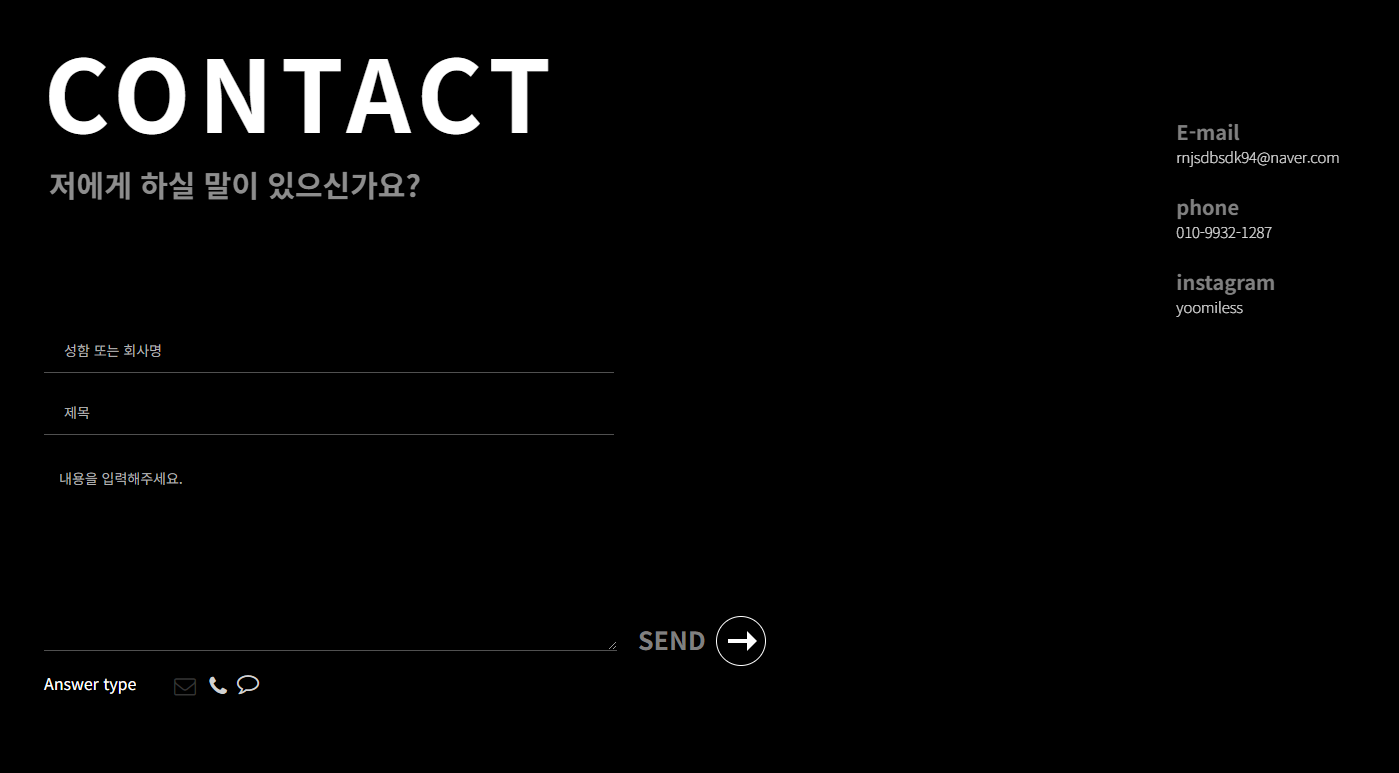 CONTACT
저에게 하실 말이 있으신가요?
성함 또는 회사명
제목
내용을 입력해주세요.
SEND
Answer type
E-mail
rnjsdbsdk94@naver.com
phone
010-9932-1287
instagram
yoomiless